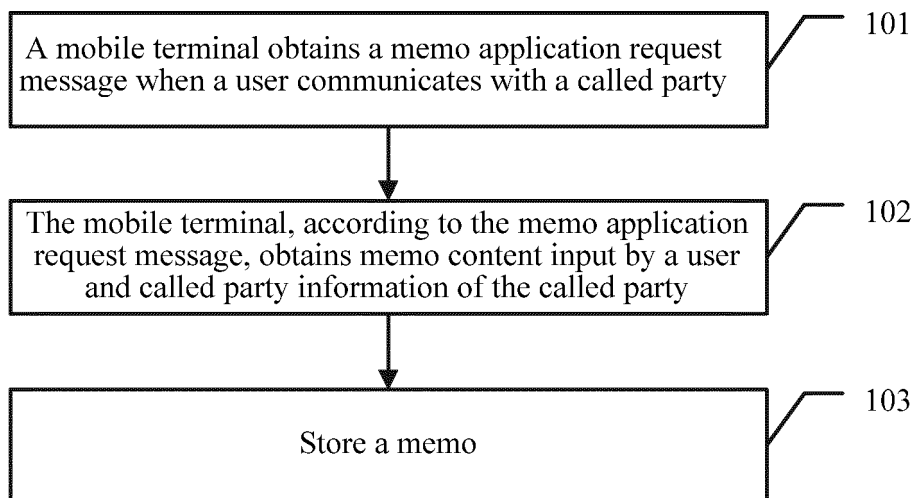 A mobile terminal obtains a memo application request
message when a user communicates with a called party
101
The mobile terminal, according to the memo application
request message, obtains memo content input by a user
and called party information of the called party
102
Store a memo
103